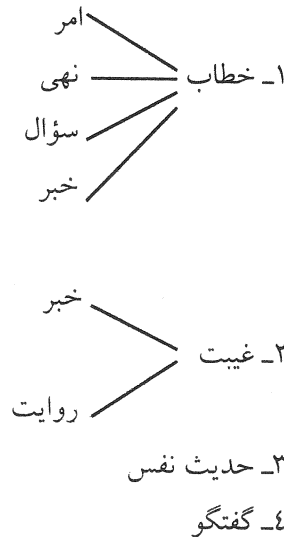 امر
۱ـ خطاب
نهی
سؤال
خبر
خبر
۲ـ غیبت
روایت
۳ـ حدیث نفس
٤ـ گفتگو